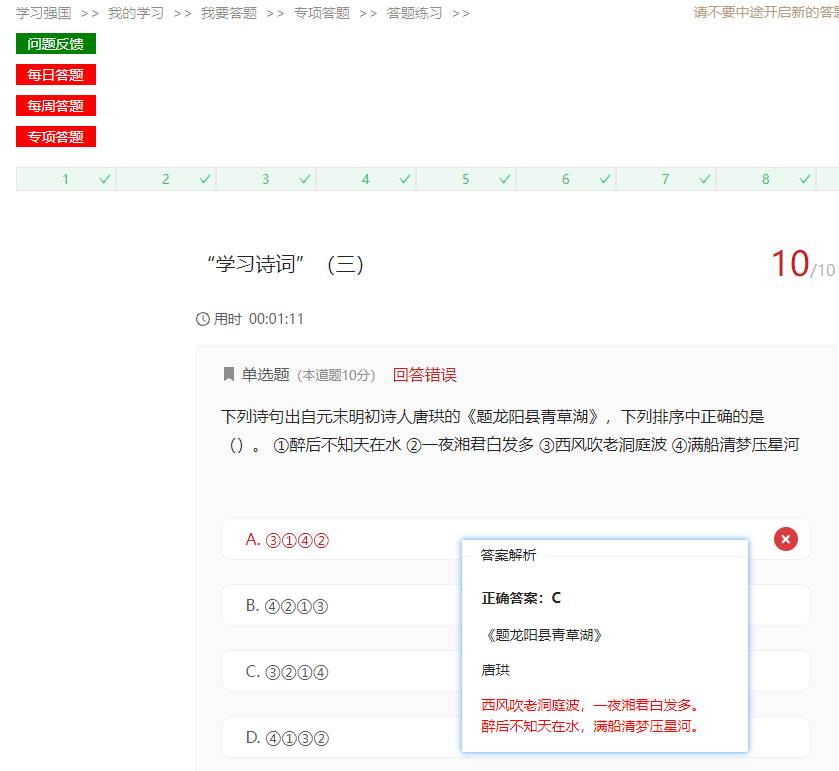 学习强国 >> 我的学习 >> 我要答题 >> 专项答题 >> 答题练习 >> 请不要中途开启新的答
问题反馈
每日答题
每周答题
专项答题
1 2 3 4 5 6 7 8
“学习诗词”（三）
10/10
用时 00:01:11
单选题 (本道题10分) 回答错误
下列诗句出自元末明初诗人唐珙的《题龙阳县青草湖》，下列排序中正确的是
（）。 ①醉后不知天在水 ②一夜湘君白发多 ③西风吹老洞庭波 ④满船清梦压星河
A. ③①④②
B. ④②①③
C. ③②①④
D. ④①③②
答案解析
正确答案：C
《题龙阳县青草湖》
唐珙
西风吹老洞庭波，一夜湘君白发多。
醉后不知天在水，满船清梦压星河。